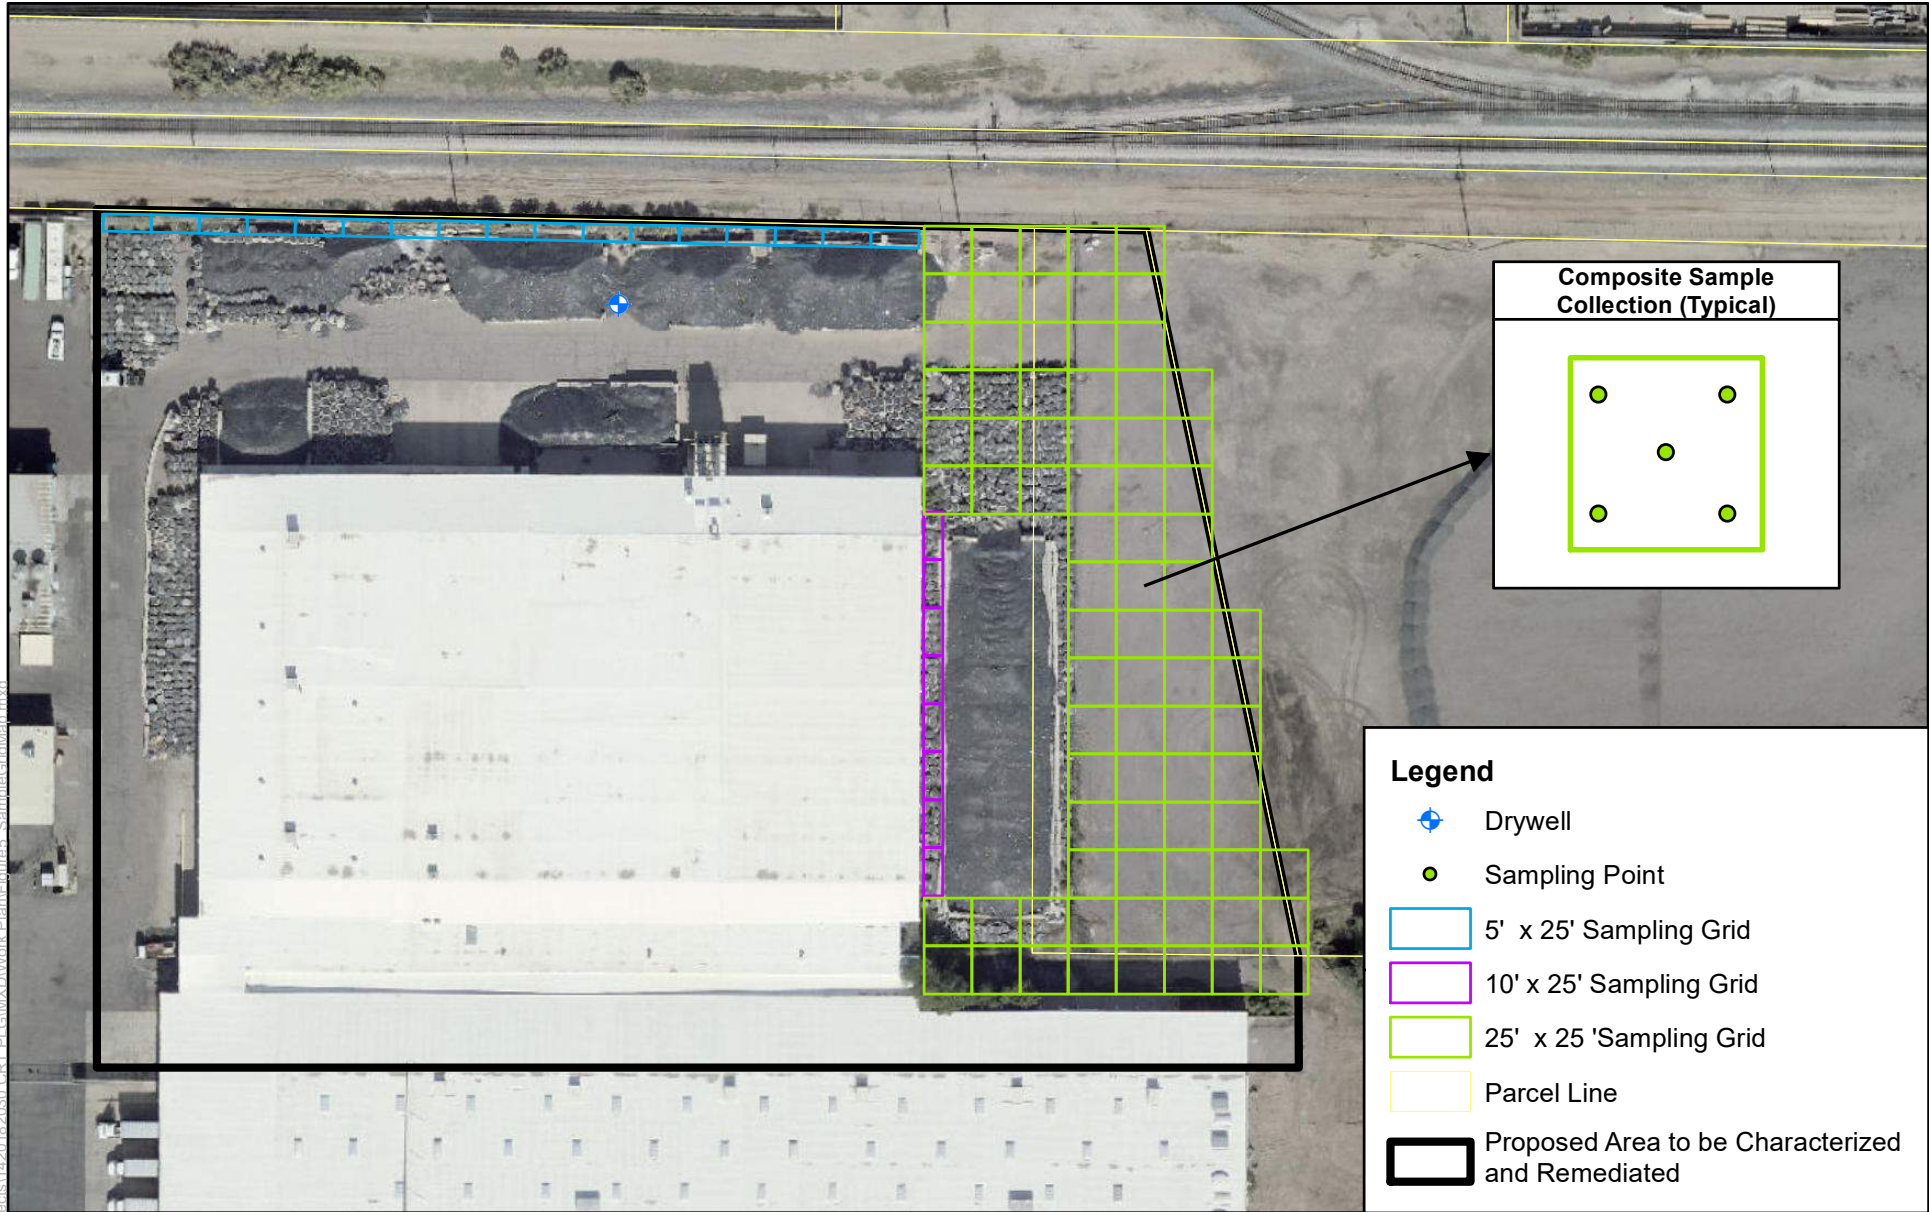 Composite Sample
Collection (Typical)
Legend
Drywell
Sampling Point
5' x 25' Sampling Grid
10' x 25' Sampling Grid
25' x 25 'Sampling Grid
Parcel Line
Proposed Area to be Characterized
and Remediated